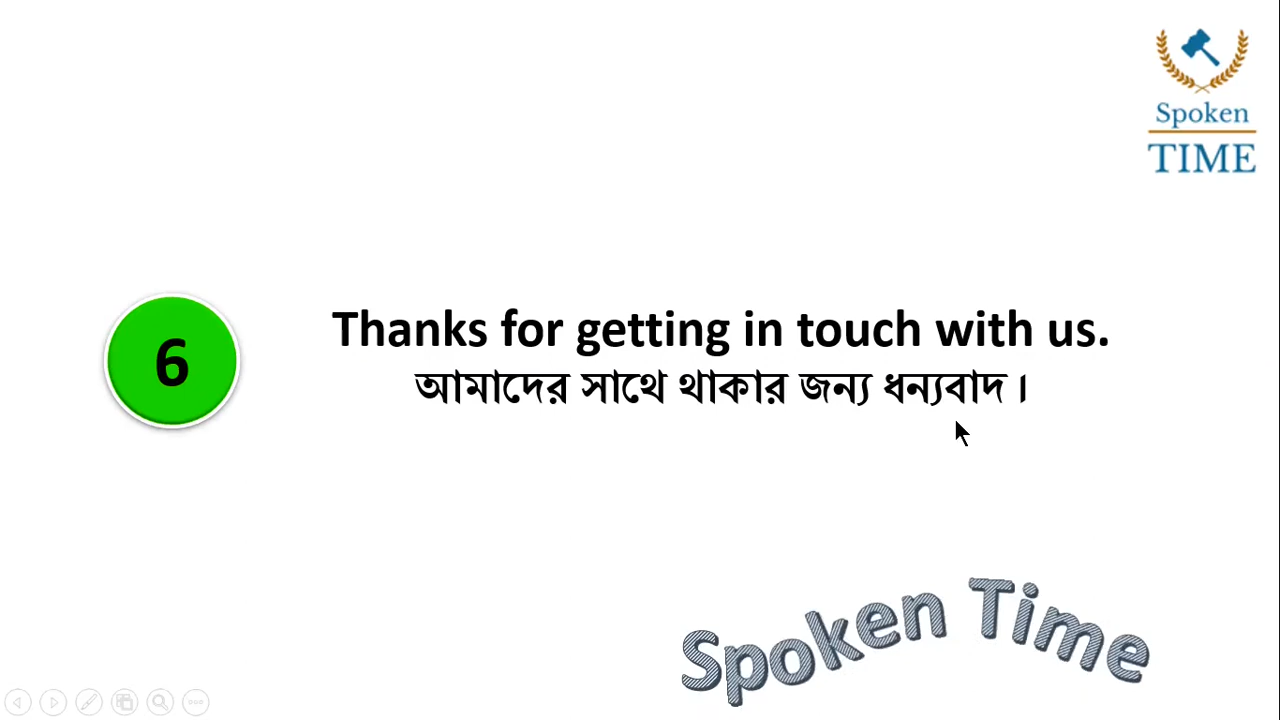 Spoken
TIME
6
Thanks for getting in touch with us.
আমাদের সাথে থাকার জন্য ধন্যবাদ।
Spoken Time